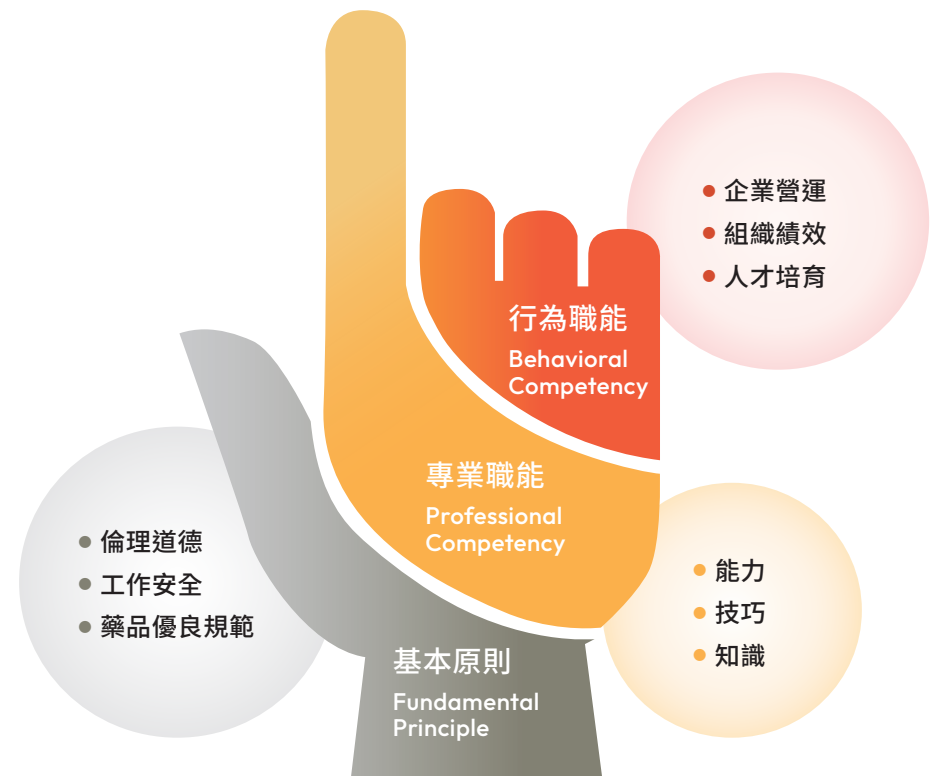 企業營運
組織績效
人才培育
行為職能
Behavioral
Competency
專業職能
Professional
Competency
倫理道德
工作安全
藥品優良規範
能力
技巧
知識
基本原則
Fundamental
Principle